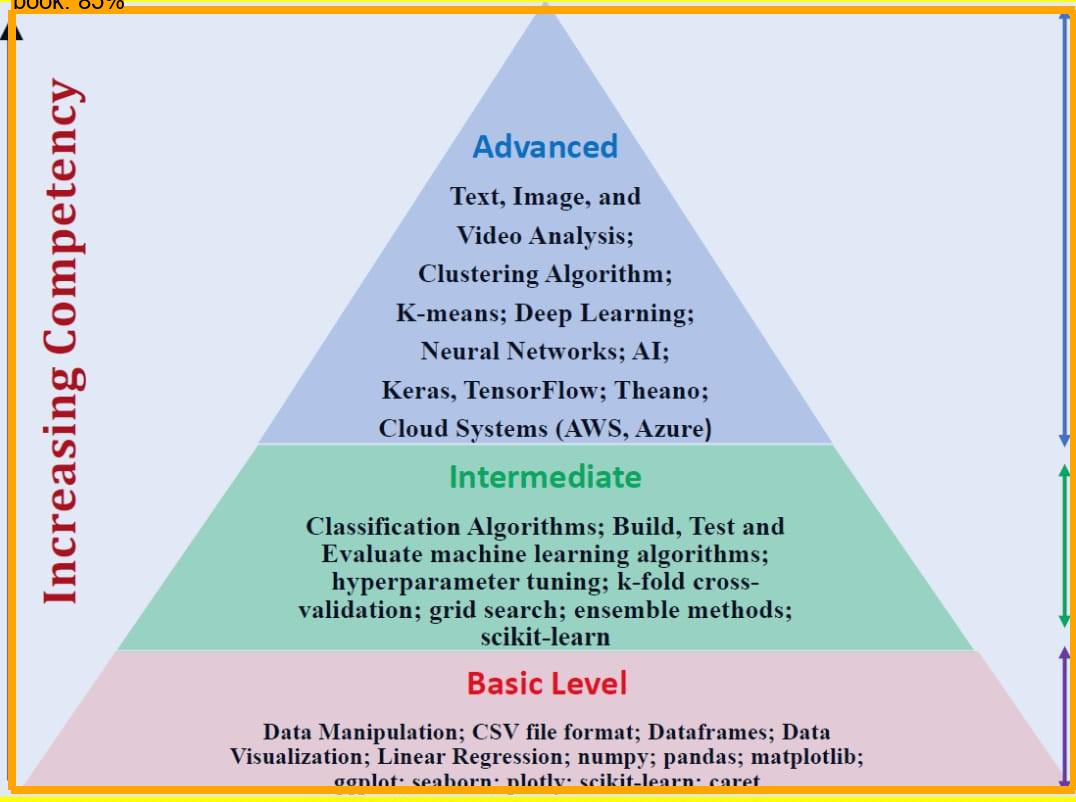 book: 85%
Increasing Competency
Advanced
Text, Image, and
Video Analysis;
Clustering Algorithm;
K-means; Deep Learning;
Neural Networks; AI;
Keras, TensorFlow; Theano;
Cloud Systems (AWS, Azure)
Intermediate
Classification Algorithms; Build, Test and
Evaluate machine learning algorithms;
hyperparameter tuning; k-fold cross-
validation; grid search; ensemble methods;
scikit-learn
Basic Level
Data Manipulation; CSV file format; Dataframes; Data
Visualization; Linear Regression; numpy; pandas; matplotlib;
ggplot; seaborn; plotly; scikit-learn; caret